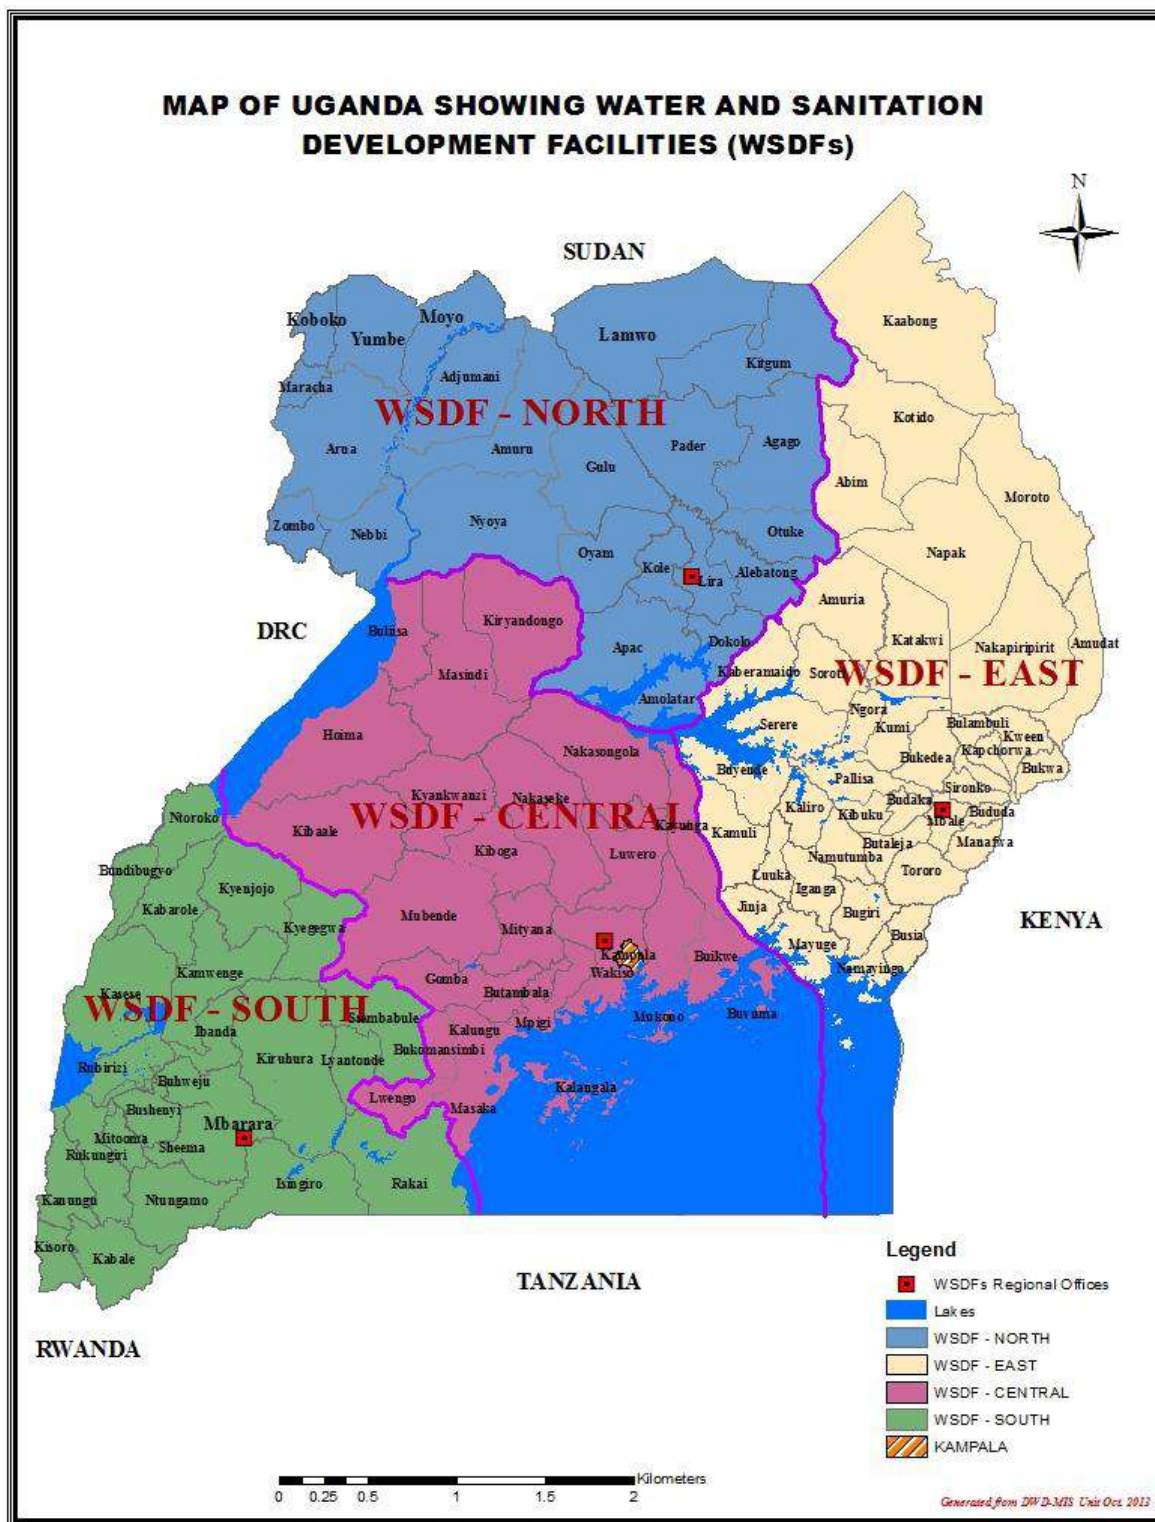 MAP OF UGANDA SHOWING WATER AND SANITATION
DEVELOPMENT FACILITIES (WSDFs)
N
SUDAN
Kaabong
Koboko
Moyo
Yumbe
Lamwo
Kitgum
Maracha
Adjumani
WSDF - NORTH
Kotido
Arua
Amuru
Pader
Agago
Gulu
Abim
Moroto
Zombo
Nebbi
Nyoya
Otuke
Oyam
Napak
Kole
Lira
Alebatong
Amuria
DRC
Buliisa
Kiryandongo
Apac
Dokolo
Katakwi
Nakapiripirit
Amudat
Masindi
Kaberamaido
Soroti
WSDF - EAST
Amolatar
Ngora
Serere
Kumi
Bulambuli
Kween
Hoima
Nakasongola
Bukedea
Kapchorwa
Bukwa
Buyende
Pallisa
Sironko
Kyankwanzi
Nakaseke
Kaliro
Budaka
Ntoroko
WSDF - CENTRAL
Kibaale
Kayunga
Kamuli
Kibuku
Mbale
Bududa
Kiboga
Luwero
Butaleja
Manafwa
Namutumba
Bundibugyo
Kyenjojo
Luuka
Iganga
Tororo
Kabarole
Mubende
Jinja
Bugiri
Kyegegwa
Mityana
Busia
KENYA
Kampala
Buikwe
Mayuge
Kamwenge
Gomba
Wakiso
Namayingo
Kasese
Butambala
WSDF - SOUTH
Ssembabule
Mpigi
Mukono
Buvuma
Ibanda
Kalungu
Rubirizi
Kiruhura
Lyantonde
Bukomansimbi
Buhweju
Kalangala
Bushenyi
Lwengo
Masaka
Mbarara
Mitooma
Rukungiri
Sheema
Isingiro
Rakai
Kanungu
Ntungamo
Kisoro
Kabale
TANZANIA
RWANDA
Legend
WSDFs Regional Offices
Lakes
WSDF - NORTH
WSDF - EAST
WSDF - CENTRAL
WSDF - SOUTH
KAMPALA
Kilometers
0 0.25 0.5 1 1.5 2
Generated from DWD-MIS Unit Oct. 2013